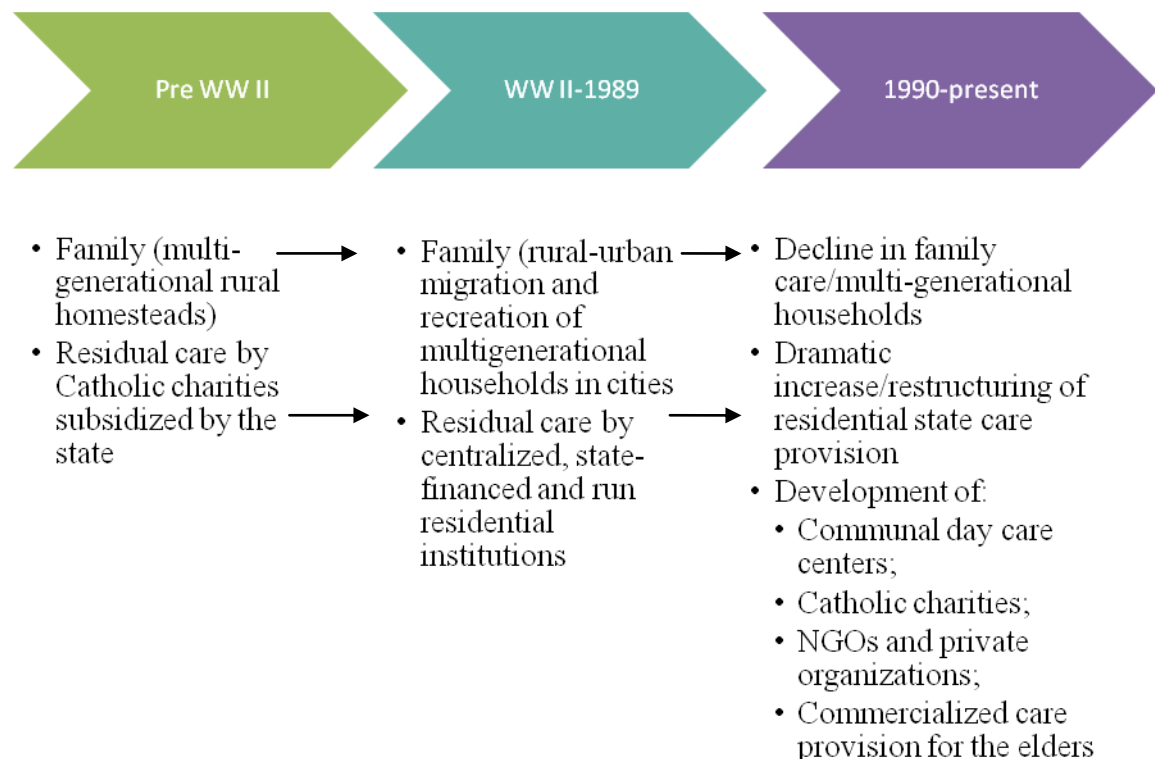 Pre WW II
WW II-1989
1990-present
• Family (multi-
generational rural
homesteads)
• Residual care by
Catholic charities
subsidized by the
state
• Family (rural-urban
migration and
recreation of
multigenerational
households in cities
• Residual care by
centralized, state-
financed and run
residential
institutions
• Decline in family
care/multi-generational
households
• Dramatic
increase/restructuring of
residential state care
provision
• Development of:
• Communal day care
centers;
• Catholic charities;
• NGOs and private
organizations;
• Commercialized care
provision for the elders